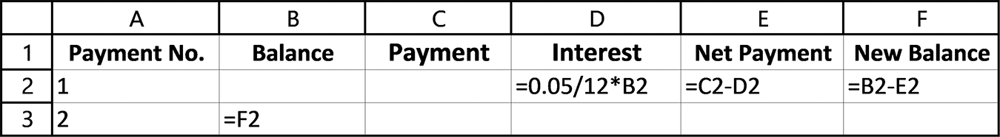 A B C D E F
1 Payment No. Balance Payment Interest Net Payment New Balance
2 1 =0.05/12*B2 =C2-D2 =B2-E2
3 2 =F2